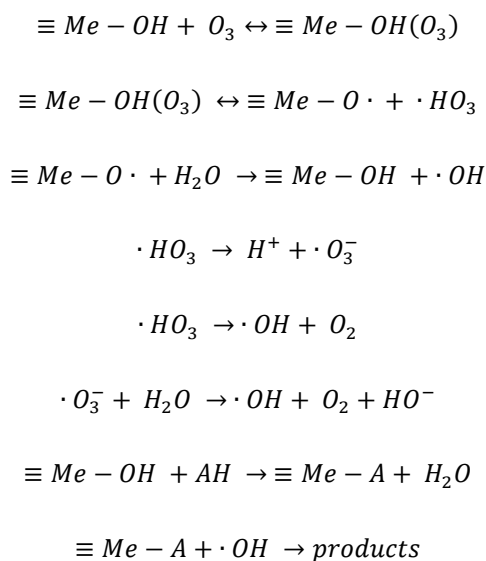 ≡ Me − OH + O₃ ↔≡ Me − OH(O₃)
≡ Me − OH(O₃) ↔≡ Me − O · + · HO₃
≡ Me − O · + H₂O →≡ Me − OH + · OH
· HO₃ → H⁺ + · O₃⁻
· HO₃ → · OH + O₂
· O₃⁻ + H₂O → · OH + O₂ + HO⁻
≡ Me − OH + AH →≡ Me − A + H₂O
≡ Me − A + · OH → products